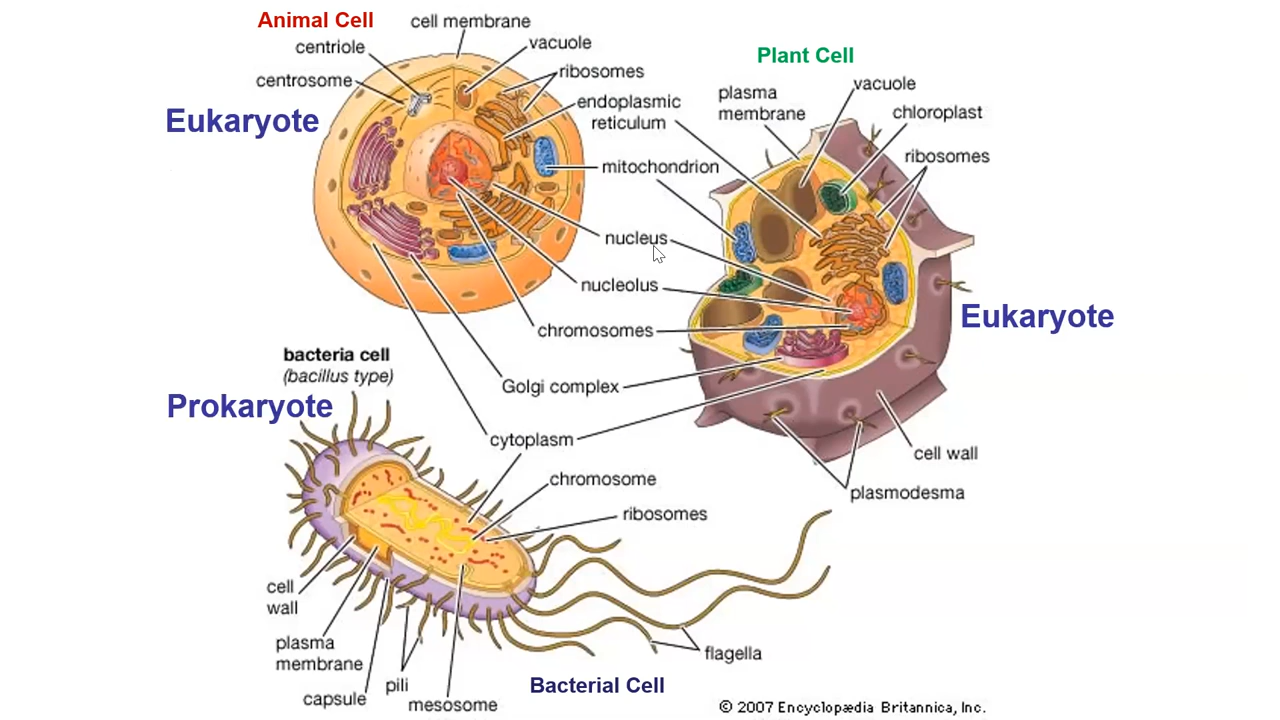 Animal Cell
cell membrane
centriole
vacuole
Plant Cell
centrosome
ribosomes
vacuole
plasma
membrane
endoplasmic
reticulum
chloroplast
Eukaryote
ribosomes
mitochondrion
nucleus
nucleolus
Eukaryote
chromosomes
bacteria cell
(bacillus type)
Golgi complex
Prokaryote
cytoplasm
cell wall
chromosome
plasmodesma
ribosomes
cell
wall
plasma
membrane
flagella
pili
capsule
mesosome
Bacterial Cell
© 2007 Encyclopædia Britannica, Inc.